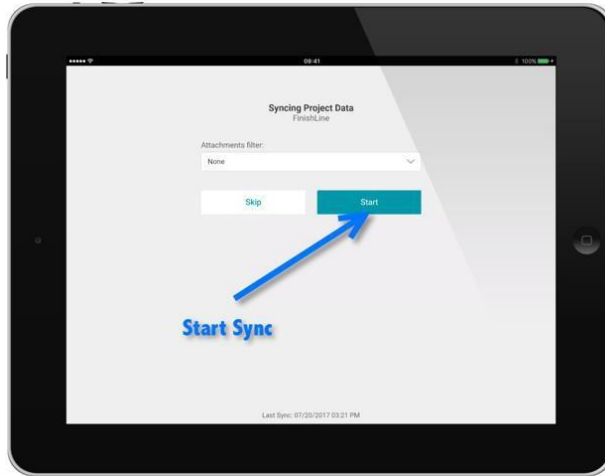 09:41
100%
Syncing Project Data
FinishLine
Attachments filter:
None
Skip
Start
Start Sync
Last Sync: 07/20/2017 03:21 PM